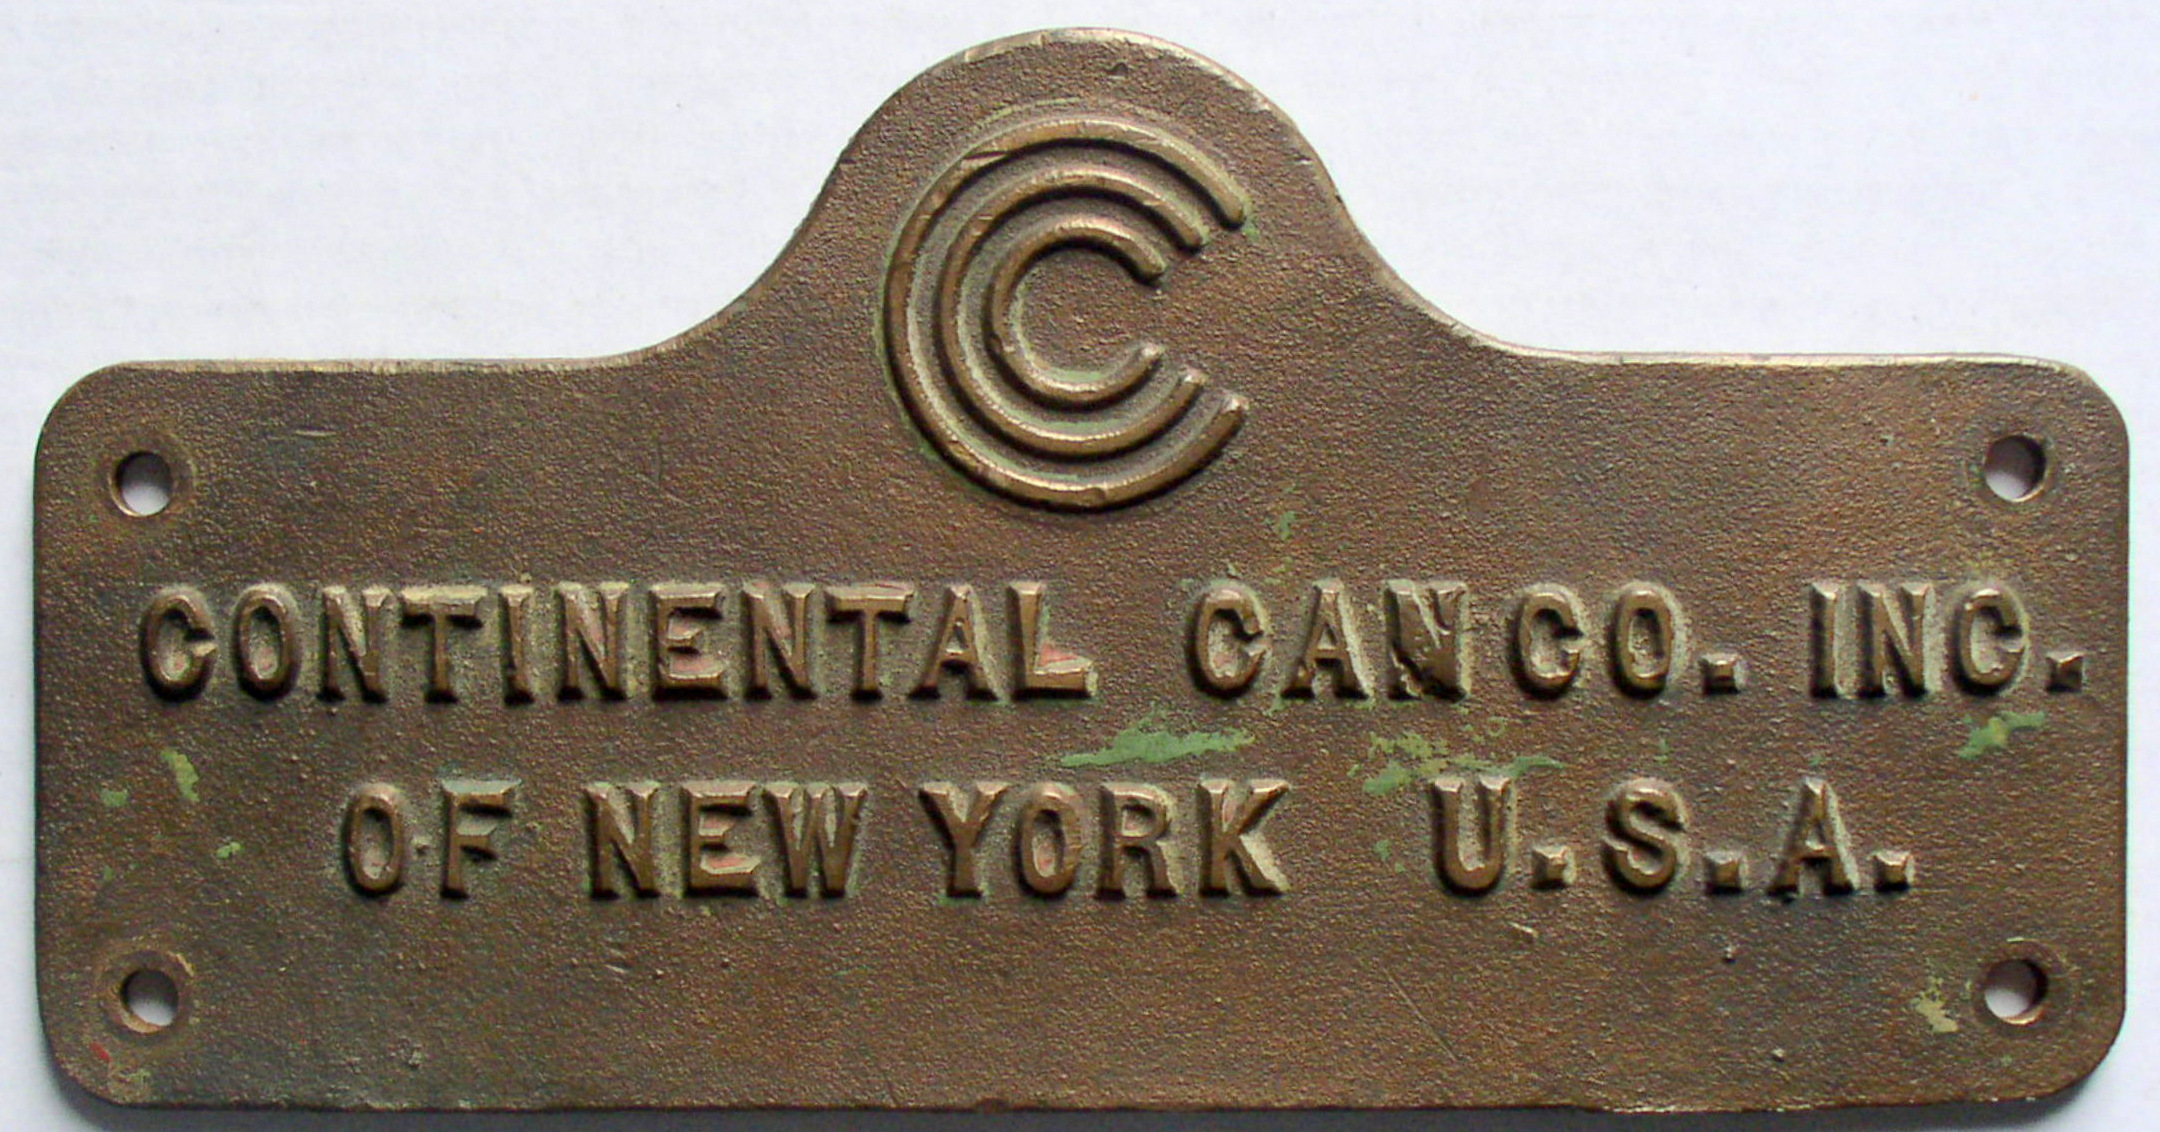 C
CONTINENTAL CAN CO. INC.
OF NEW YORK U.S.A.